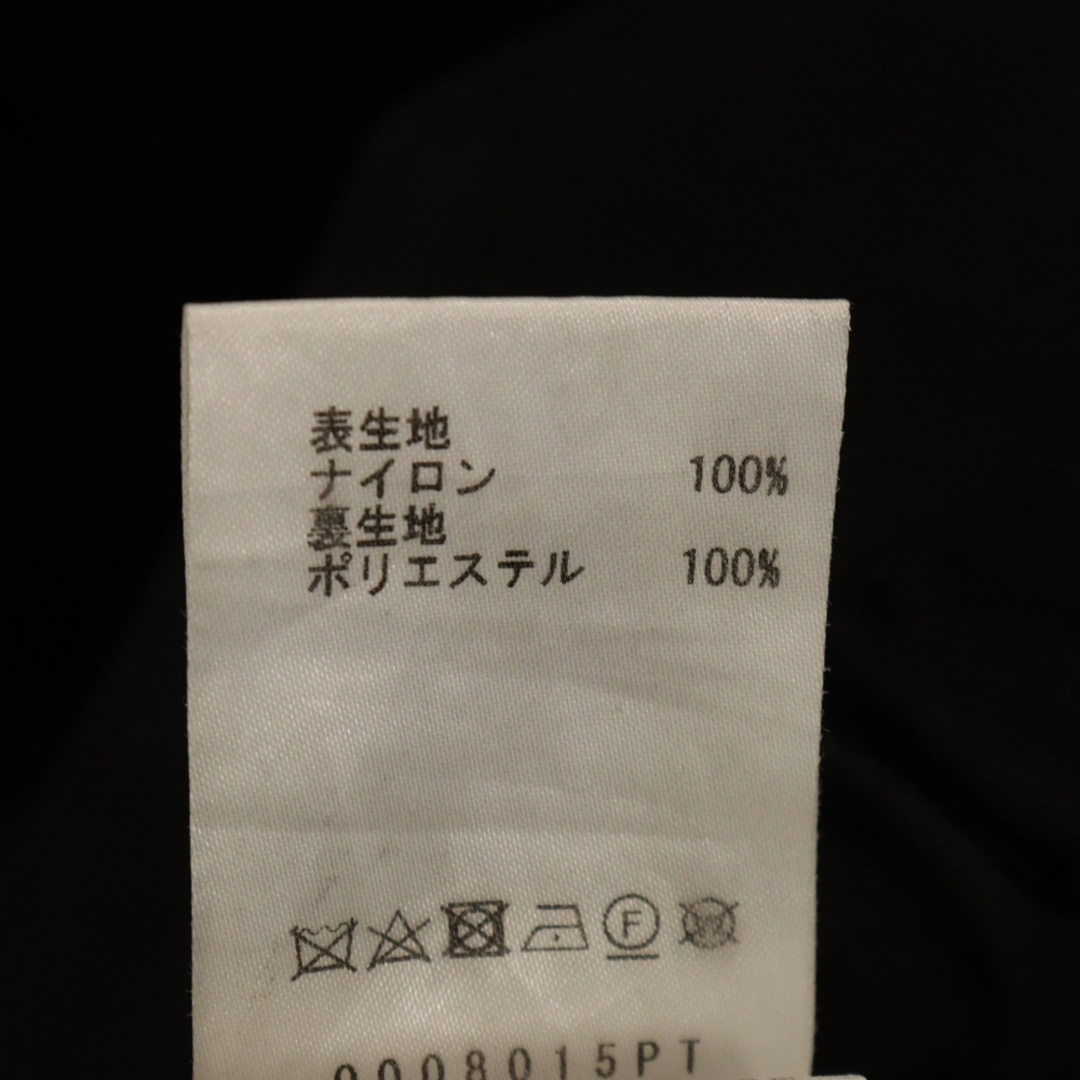 表生地
ナイロン 100%
裏生地
ポリエステル 100%
F
0008015PT